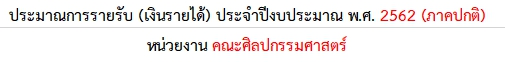 ประมาณการรายรับ (เงินรายได้) ประจำปีงบประมาณ พ.ศ. 2562 (ภาคปกติ)
หน่วยงาน คณะศิลปกรรมศาสตร์